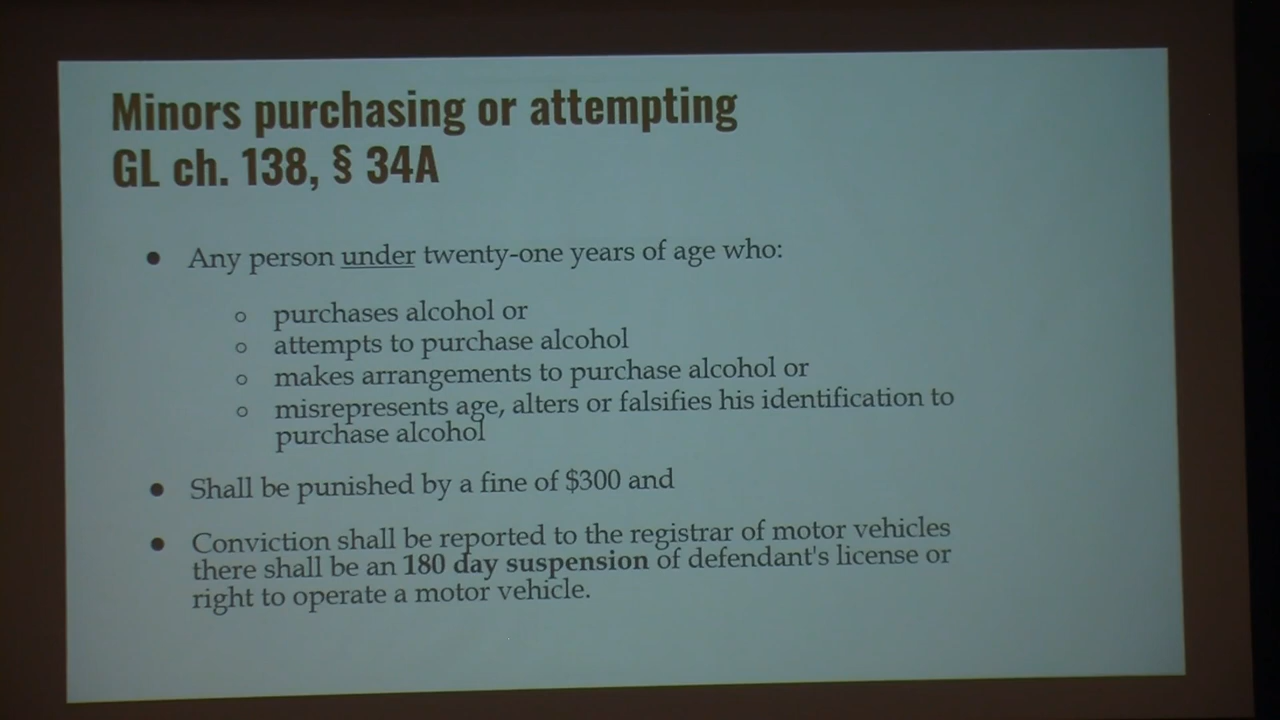 Minors purchasing or attempting
GL ch. 138, § 34A
● Any person under twenty-one years of age who:
○ purchases alcohol or
○ attempts to purchase alcohol
○ makes arrangements to purchase alcohol or
○ misrepresents age, alters or falsifies his identification to
purchase alcohol
● Shall be punished by a fine of $300 and
● Conviction shall be reported to the registrar of motor vehicles
there shall be an 180 day suspension of defendant's license or
right to operate a motor vehicle.